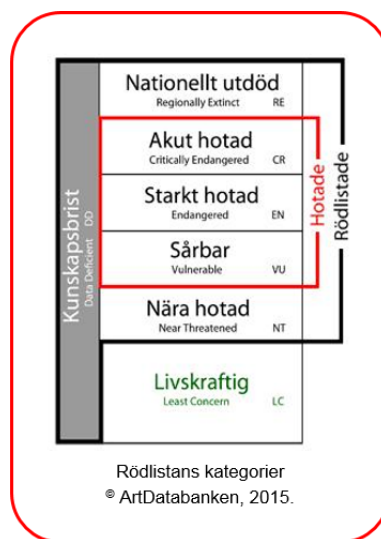 Nationellt utdöd
Regionally Extinct RE
Akut hotad
Critically Endangered CR
Starkt hotad
Endangered EN
Sårbar
Vulnerable VU
Nära hotad
Near Threatened NT
Livskraftig
Least Concern LC
Kunskapsbrist
Data Deficient DD
Hotade
Rödlistade
Rödlistans kategorier
© ArtDatabanken, 2015.